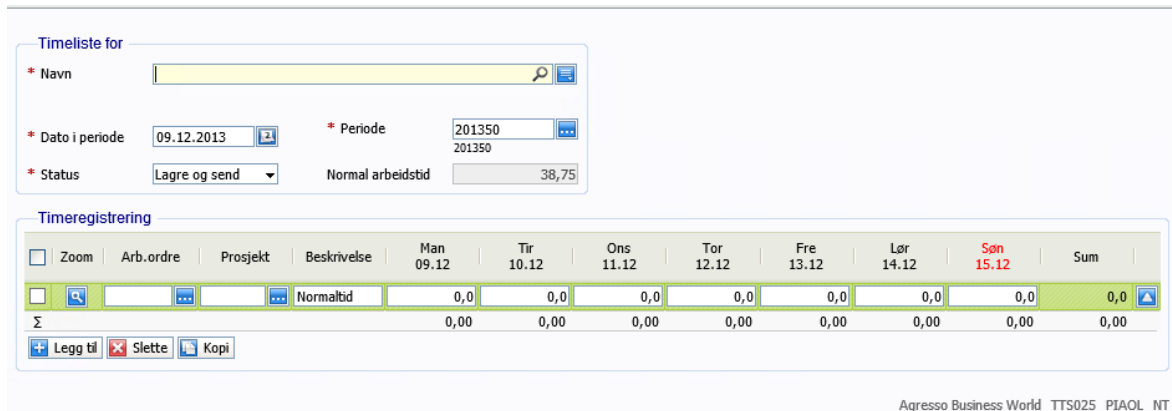 Timeliste for
* Navn
* Dato i periode 09.12.2013 * Periode 201350
201350
* Status Lagre og send Normal arbeidstid 38,75
Timeregistrering
Zoom Arb.ordre Prosjekt Beskrivelse Man 09.12 Tir 10.12 Ons 11.12 Tor 12.12 Fre 13.12 Lør 14.12 Søn 15.12 Sum
Normaltid 0,0 0,0 0,0 0,0 0,0 0,0 0,0 0,0
Σ 0,00 0,00 0,00 0,00 0,00 0,00 0,00 0,00
Legg til Slette Kopi
Agresso Business World TTS025 PIAOL NT